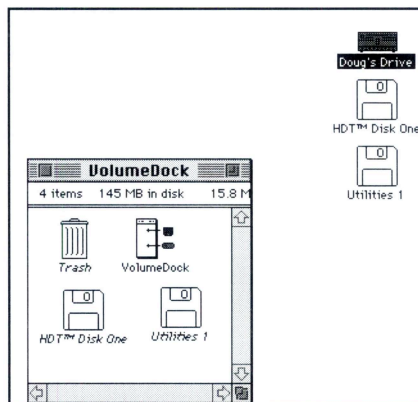 Doug's Drive
HDT™ Disk One
Utilities 1
VolumeDock
4 items 145 MB in disk 15.8 M
Trash VolumeDock
HDT™ Disk One Utilities 1